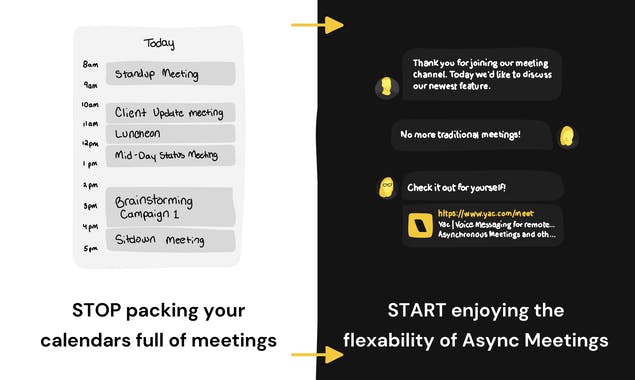 Today
8am
Standup Meeting
9am
10am
Client Update meeting
11am
Luncheon
12pm
Mid-Day Status Meeting
1 pm
2 pm
Brainstorming
3pm
Campaign 1
4pm
Sitdown Meeting
5pm
STOP packing your
calendars full of meetings
Thank you for joining our meeting
channel. Today we'd like to discuss
our newest feature.
No more traditional meetings!
Check it out for yourself!
https://www.yac.com/meet
Yac | Voice Messaging for remote...
Asynchronous Meetings and oth...
START enjoying the
flexability of Async Meetings